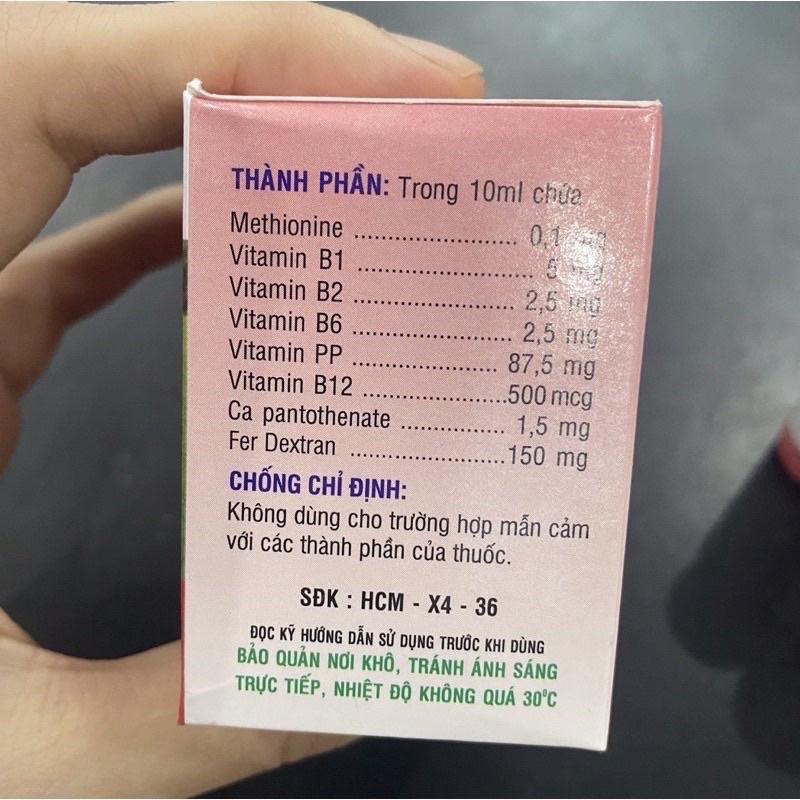 THÀNH PHẦN: Trong 10ml chứa
Methionine ........................ 0,1 mg
Vitamin B1 .......................... 5 mg
Vitamin B2 ........................ 2,5 mg
Vitamin B6 ........................ 2,5 mg
Vitamin PP ...................... 87,5 mg
Vitamin B12 ......................500 mcg
Ca pantothenate ................ 1,5 mg
Fer Dextran .......................150 mg
CHỐNG CHỈ ĐỊNH:
Không dùng cho trường hợp mẫn cảm
với các thành phần của thuốc.
SĐK : HCM - X4 - 36
ĐỌC KỸ HƯỚNG DẪN SỬ DỤNG TRƯỚC KHI DÙNG
BẢO QUẢN NƠI KHÔ, TRÁNH ÁNH SÁNG
TRỰC TIẾP, NHIỆT ĐỘ KHÔNG QUÁ 30⁰C